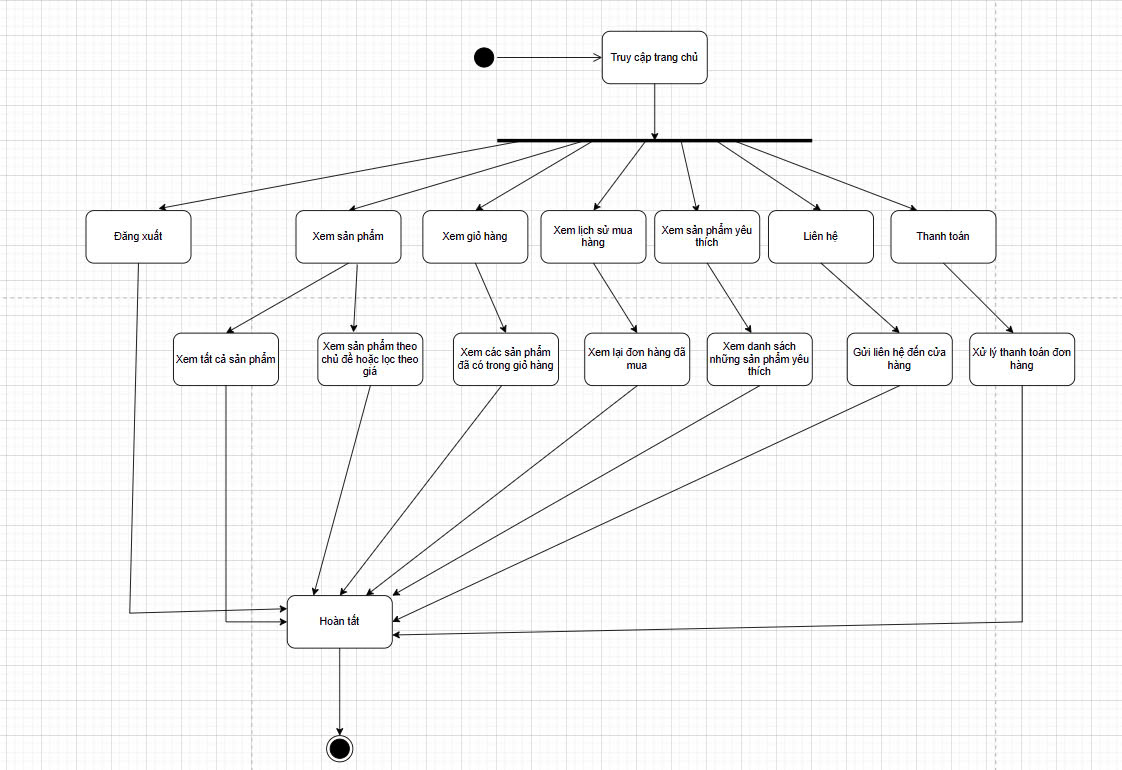 Truy cập trang chủ
Đăng xuất
Xem sản phẩm
Xem giỏ hàng
Xem lịch sử mua
hàng
Xem sản phẩm yêu
thích
Liên hệ
Thanh toán
Xem tất cả sản phẩm
Xem sản phẩm theo
chủ đề hoặc lọc theo
giá
Xem các sản phẩm
đã có trong giỏ hàng
Xem lại đơn hàng đã
mua
Xem danh sách
những sản phẩm yêu
thích
Gửi liên hệ đến cửa
hàng
Xử lý thanh toán đơn
hàng
Hoàn tất